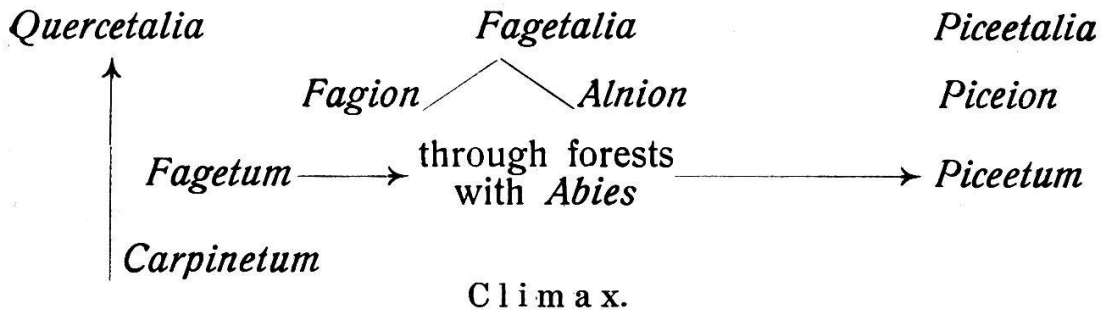 Quercetalia Fagetalia Piceetalia
Fagion Alnion Piceion
Fagetum through forests with Abies Piceetum
Carpinetum
Climax.